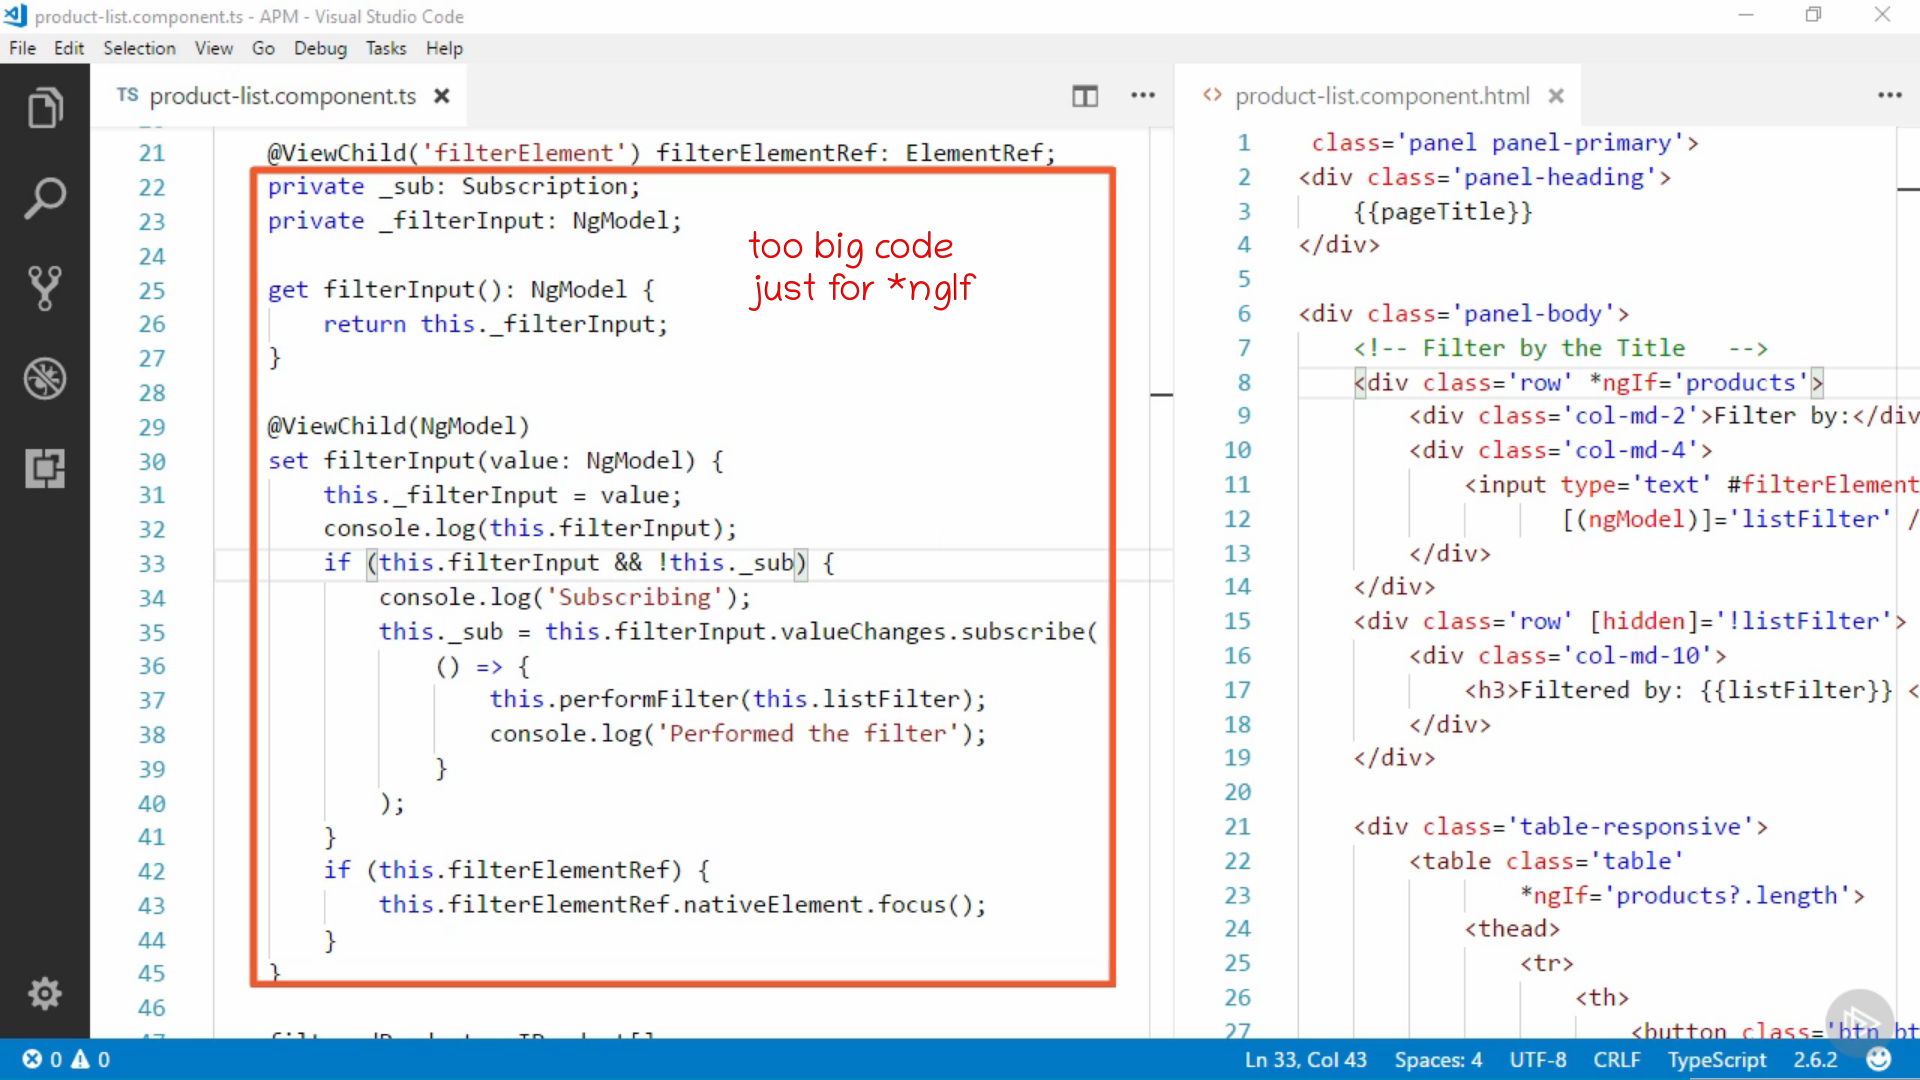 product-list.component.ts - APM - Visual Studio Code
File Edit Selection View Go Debug Tasks Help
TS product-list.component.ts
21 @ViewChild('filterElement') filterElementRef: ElementRef;
22 private _sub: Subscription;
23 private _filterInput: NgModel;
24
25 get filterInput(): NgModel {
26 return this._filterInput;
27 }
28
29 @ViewChild(NgModel)
30 set filterInput(value: NgModel) {
31 this._filterInput = value;
32 console.log(this.filterInput);
33 if (this.filterInput && !this._sub) {
34 console.log('Subscribing');
35 this._sub = this.filterInput.valueChanges.subscribe(
36 () => {
37 this.performFilter(this.listFilter);
38 console.log('Performed the filter');
39 }
40 );
41 }
42 if (this.filterElementRef) {
43 this.filterElementRef.nativeElement.focus();
44 }
45 }
46
too big code
just for *ngIf
<> product-list.component.html
1 class='panel panel-primary'>
2 <div class='panel-heading'>
3 {{pageTitle}}
4 </div>
5
6 <div class='panel-body'>
7 <!-- Filter by the Title -->
8 <div class='row' *ngIf='products'>
9 <div class='col-md-2'>Filter by:</div
10 <div class='col-md-4'>
11 <input type='text' #filterElement
12 [(ngModel)]='listFilter' /
13 </div>
14 </div>
15 <div class='row' [hidden]='!listFilter'>
16 <div class='col-md-10'>
17 <h3>Filtered by: {{listFilter}} <
18 </div>
19 </div>
20
21 <div class='table-responsive'>
22 <table class='table'
23 *ngIf='products?.length'>
24 <thead>
25 <tr>
26 <th>
27 <button class='btn bt
0 0
Ln 33, Col 43 Spaces: 4 UTF-8 CRLF TypeScript 2.6.2